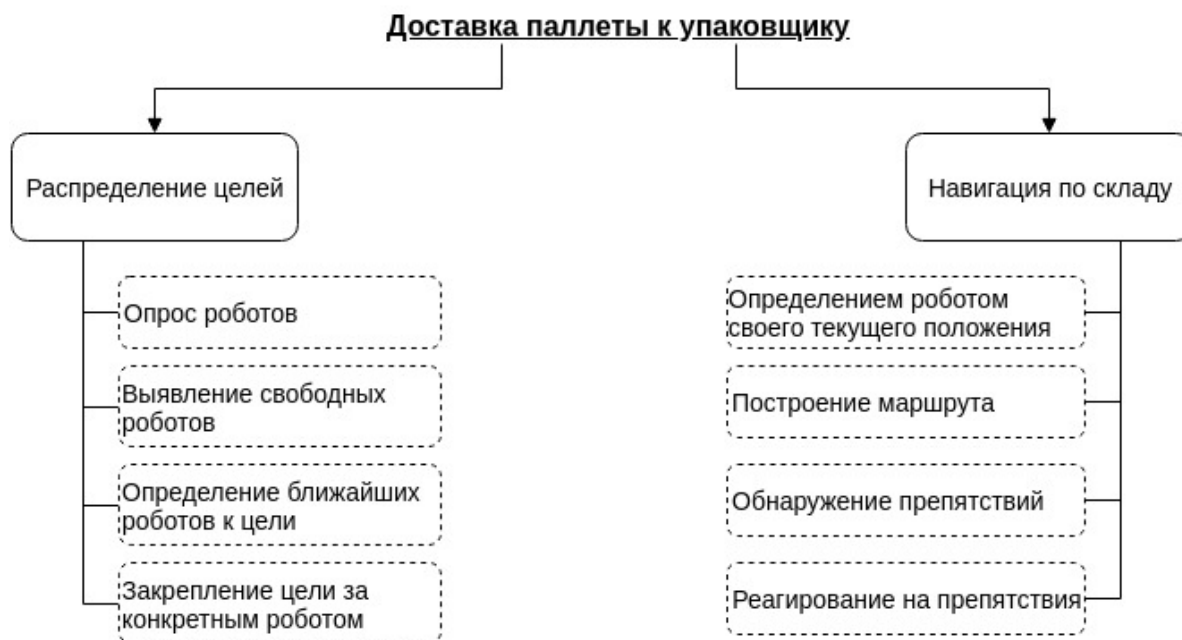 Доставка паллеты к упаковщику
Распределение целей
Опрос роботов
Выявление свободных
роботов
Определение ближайших
роботов к цели
Закрепление цели за
конкретным роботом
Навигация по складу
Определением роботом
своего текущего положения
Построение маршрута
Обнаружение препятствий
Реагирование на препятствия